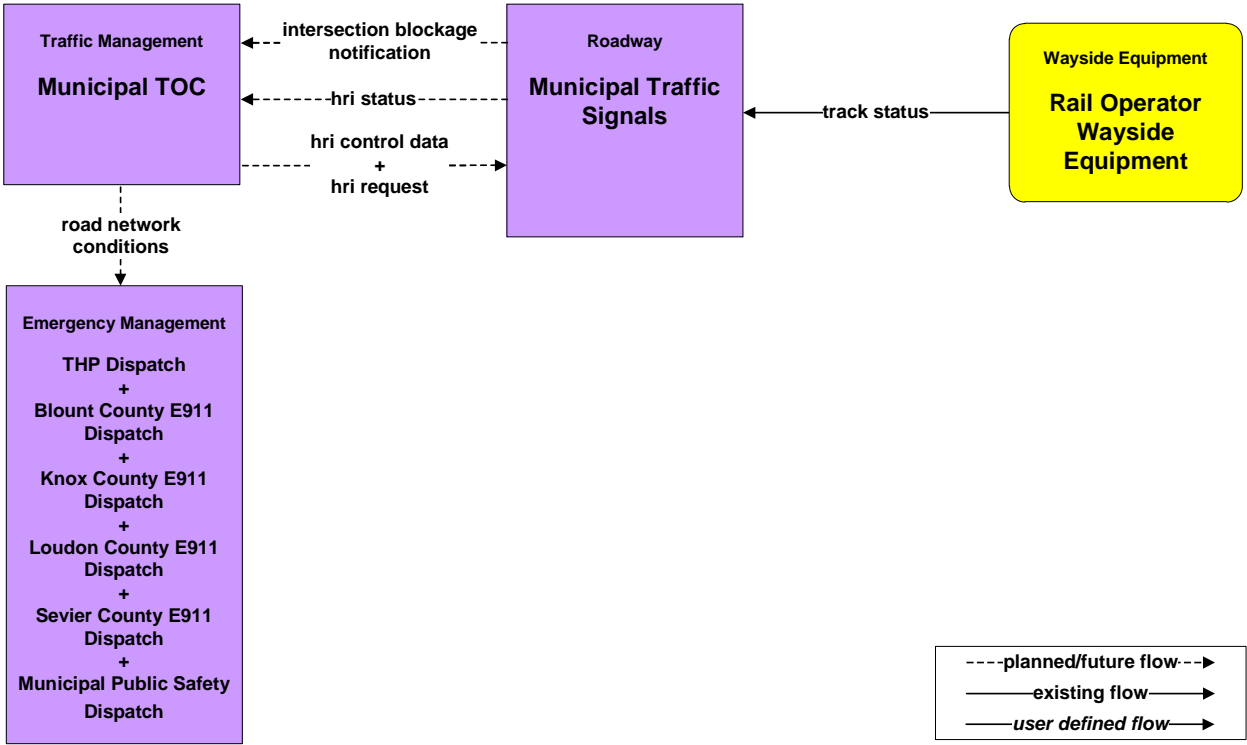 Traffic Management
Municipal TOC
intersection blockage
notification
hri status
hri control data
+
hri request
Roadway
Municipal Traffic
Signals
track status
Wayside Equipment
Rail Operator
Wayside
Equipment
road network
conditions
Emergency Management
THP Dispatch
+
Blount County E911
Dispatch
+
Knox County E911
Dispatch
+
Loudon County E911
Dispatch
+
Sevier County E911
Dispatch
+
Municipal Public Safety
Dispatch
planned/future flow
existing flow
user defined flow